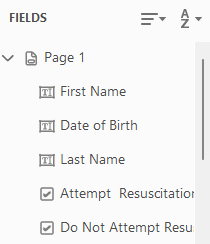 FIELDS
A
Z
Page 1
First Name
Date of Birth
Last Name
Attempt Resuscitation
Do Not Attempt Resu